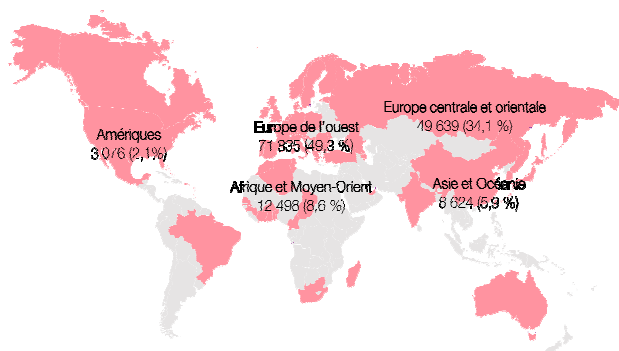 Europe centrale et orientale
49 639 (34,1 %)
Europe de l'ouest
71 835 (49,3 %)
Amériques
3 076 (2,1%)
Afrique et Moyen-Orient
12 498 (8,6 %)
Asie et Océanie
8 624 (5,9 %)